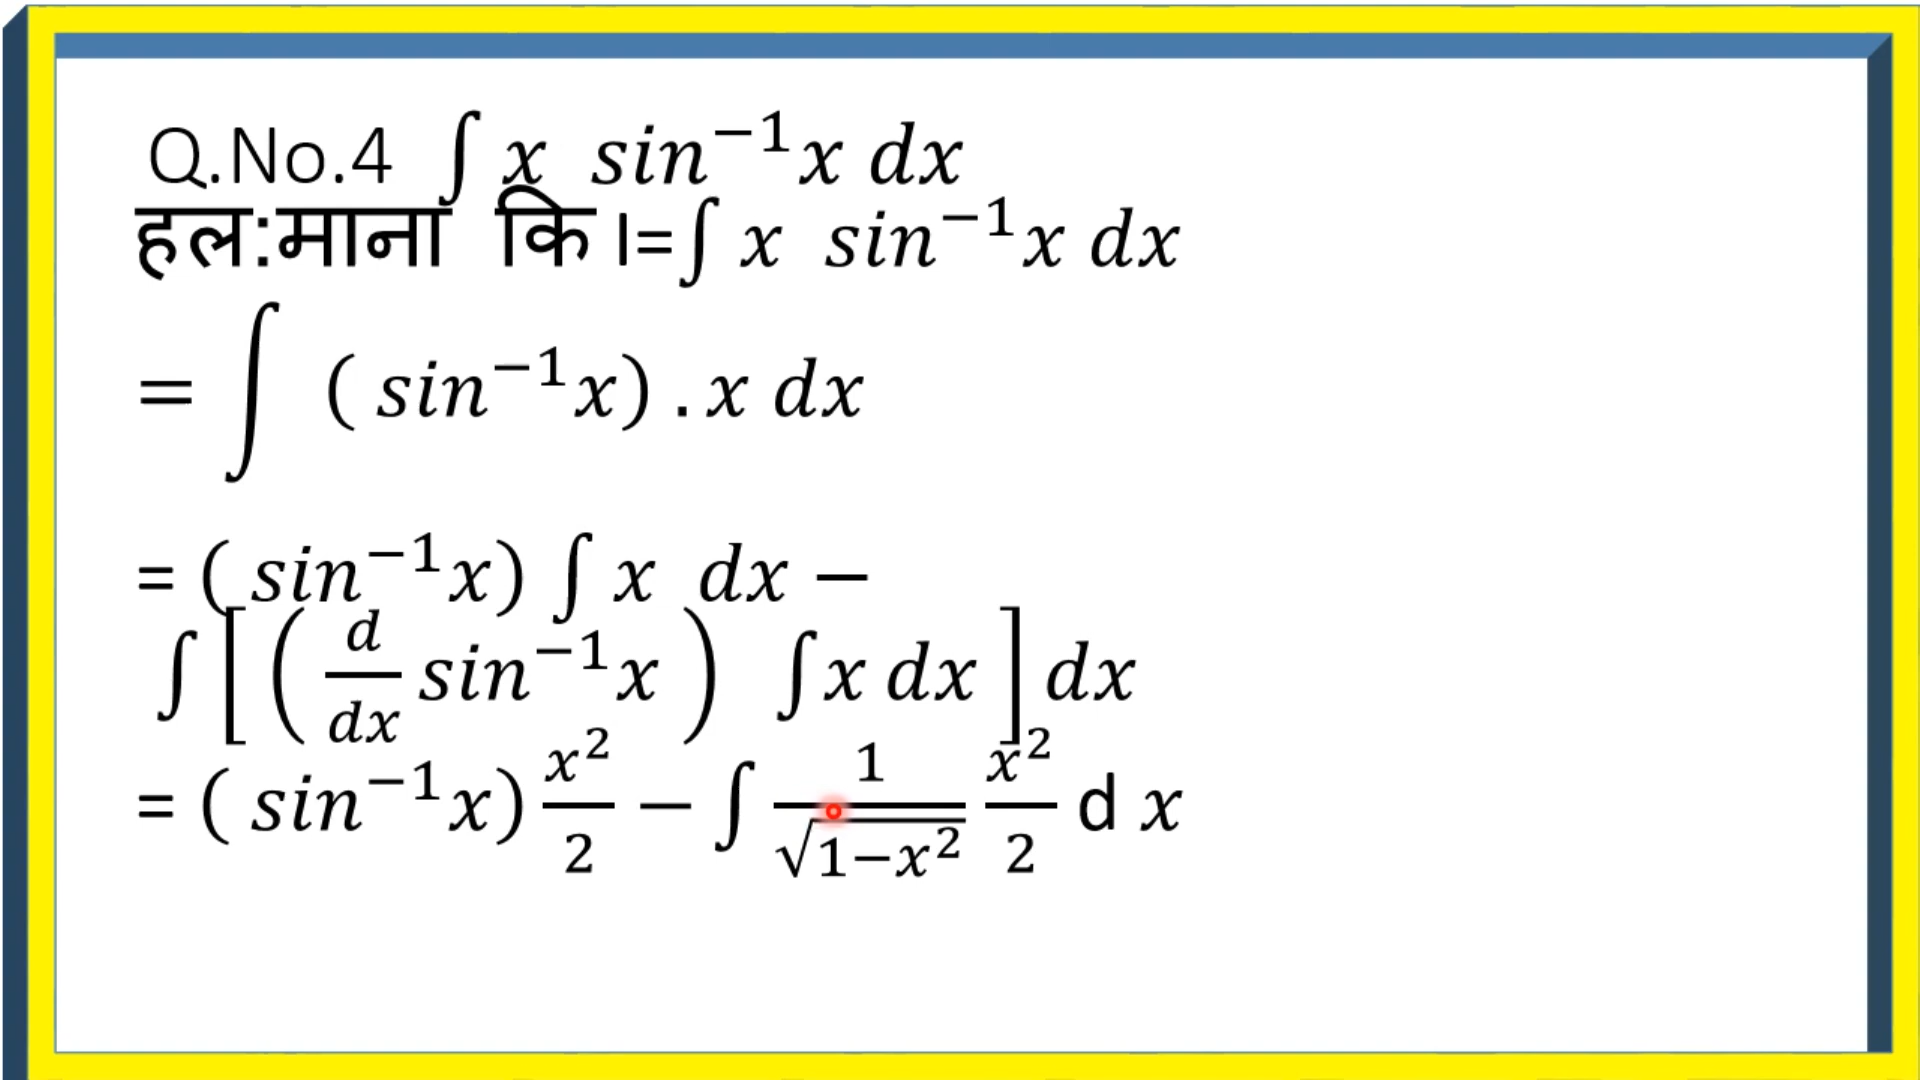 Q.No.4 ∫ x sin⁻¹x dx
हल:माना कि I=∫ x sin⁻¹x dx
= ∫ ( sin⁻¹x) . x dx
= ( sin⁻¹x) ∫ x dx −
∫ [ ( d/dx sin⁻¹x ) ∫x dx ] dx
= ( sin⁻¹x) x²/2 − ∫ 1/√(1−x²) x²/2 d x